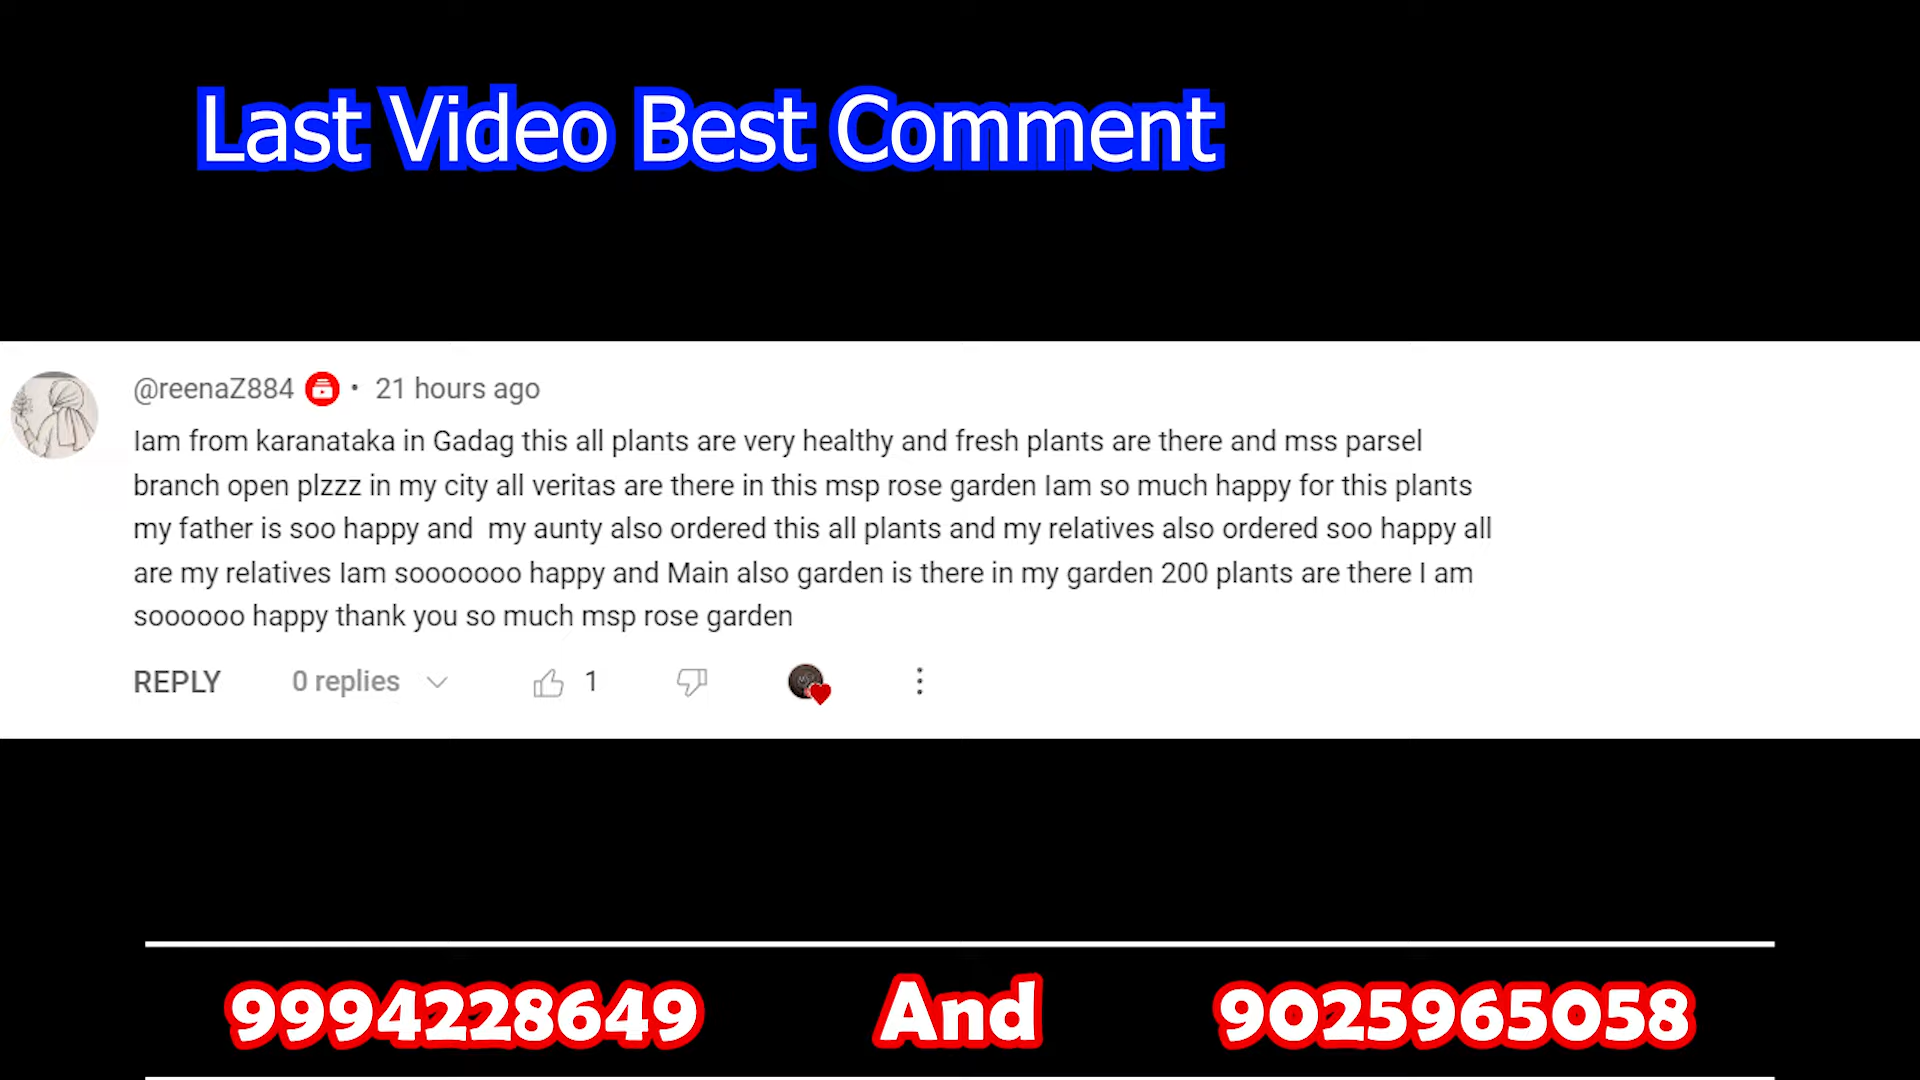 Last Video Best Comment
@reenaZ884 • 21 hours ago
Iam from karanataka in Gadag this all plants are very healthy and fresh plants are there and mss parsel
branch open plzzz in my city all veritas are there in this msp rose garden Iam so much happy for this plants
my father is soo happy and  my aunty also ordered this all plants and my relatives also ordered soo happy all
are my relatives Iam sooooooo happy and Main also garden is there in my garden 200 plants are there I am
soooooo happy thank you so much msp rose garden
REPLY 0 replies 1
9994228649 And 9025965058